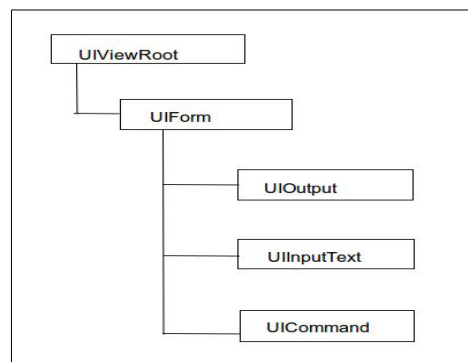 UIViewRoot
UIForm
UIOutput
UIInputText
UICommand